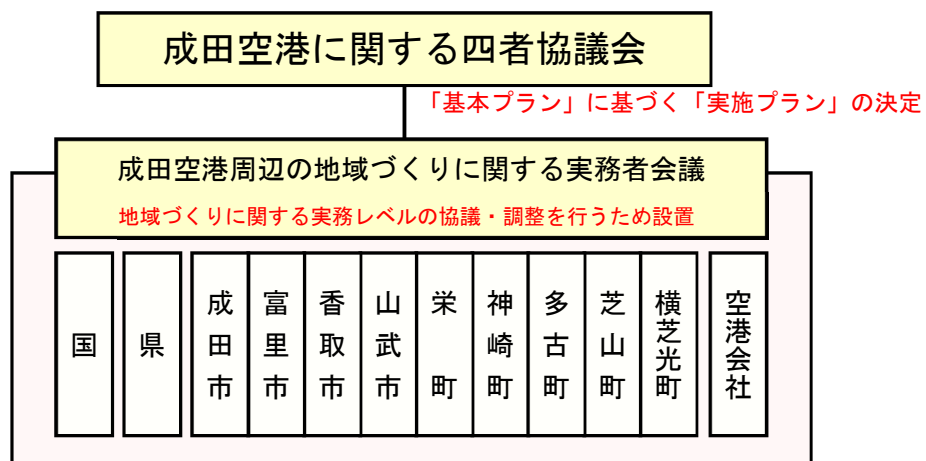 成田空港に関する四者協議会
「基本プラン」に基づく「実施プラン」の決定
成田空港周辺の地域づくりに関する実務者会議
地域づくりに関する実務レベルの協議・調整を行うため設置
国
県
成田市
富里市
香取市
山武市
栄町
神崎町
多古町
芝山町
横芝光町
空港会社